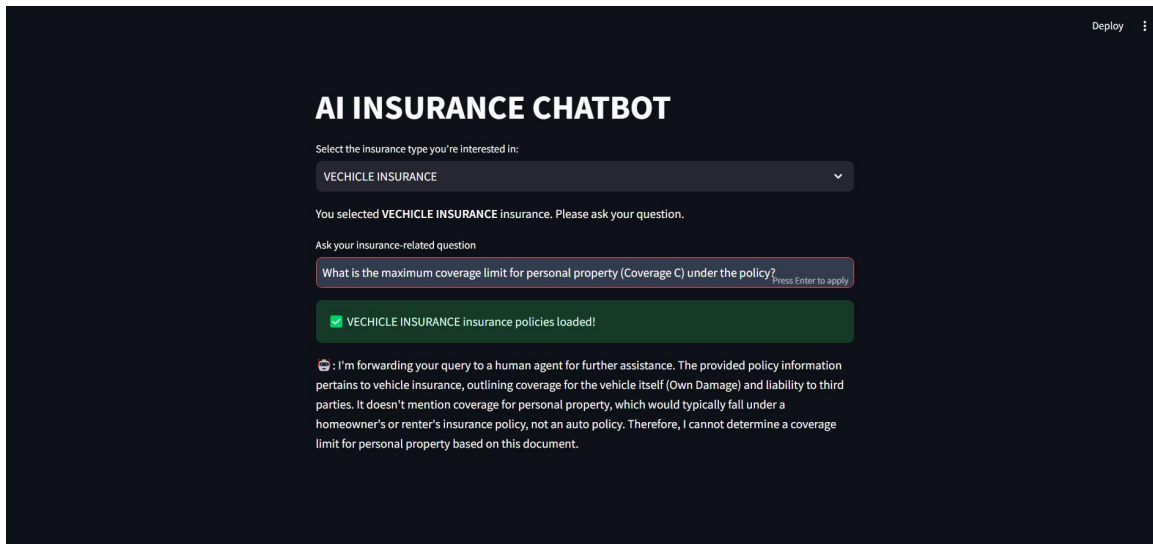 Deploy
AI INSURANCE CHATBOT
Select the insurance type you're interested in:
VECHICLE INSURANCE
You selected VECHICLE INSURANCE insurance. Please ask your question.
Ask your insurance-related question
What is the maximum coverage limit for personal property (Coverage C) under the policy?
Press Enter to apply
VECHICLE INSURANCE insurance policies loaded!
: I'm forwarding your query to a human agent for further assistance. The provided policy information
pertains to vehicle insurance, outlining coverage for the vehicle itself (Own Damage) and liability to third
parties. It doesn't mention coverage for personal property, which would typically fall under a
homeowner's or renter's insurance policy, not an auto policy. Therefore, I cannot determine a coverage
limit for personal property based on this document.